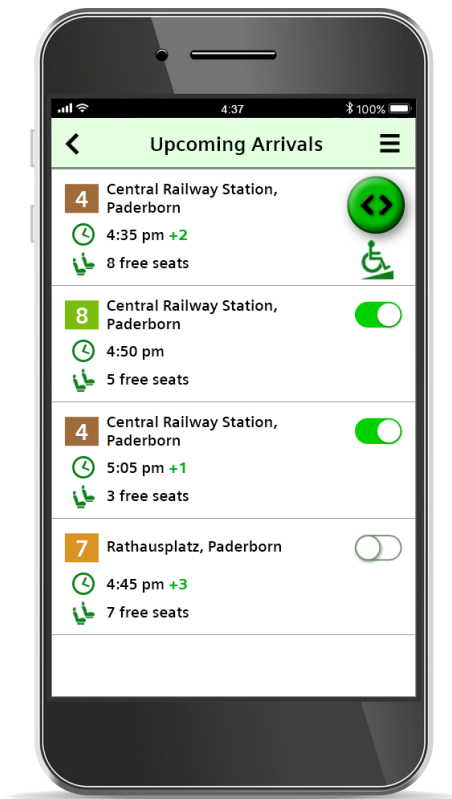 4:37
100%
Upcoming Arrivals
4
Central Railway Station,
Paderborn
4:35 pm +2
8 free seats
8
Central Railway Station,
Paderborn
4:50 pm
5 free seats
4
Central Railway Station,
Paderborn
5:05 pm +1
3 free seats
7
Rathausplatz, Paderborn
4:45 pm +3
7 free seats